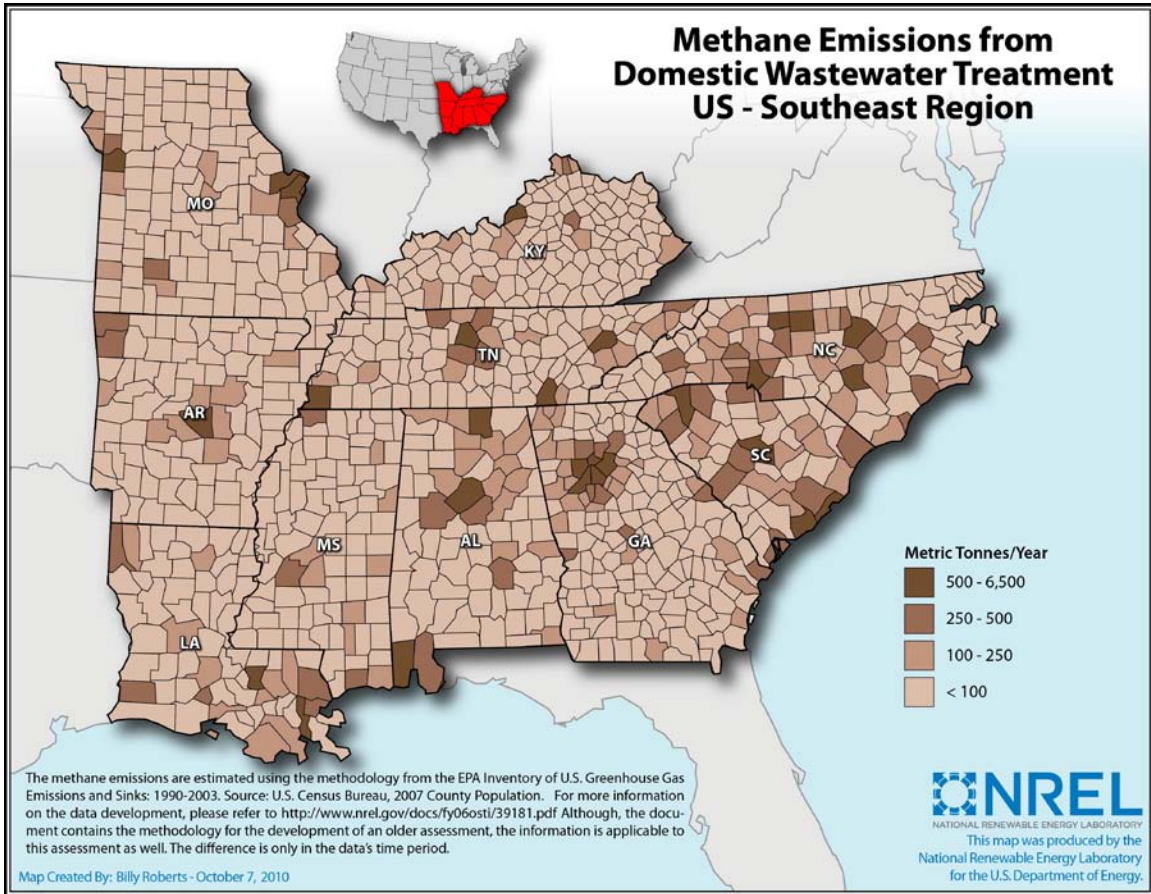 Methane Emissions from
Domestic Wastewater Treatment
US - Southeast Region
MO
KY
TN
NC
AR
SC
MS
AL
GA
LA
Metric Tonnes/Year
500 - 6,500
250 - 500
100 - 250
< 100
The methane emissions are estimated using the methodology from the EPA Inventory of U.S. Greenhouse Gas
Emissions and Sinks: 1990-2003. Source: U.S. Census Bureau, 2007 County Population. For more information
on the data development, please refer to http://www.nrel.gov/docs/fy06osti/39181.pdf Although, the docu-
ment contains the methodology for the development of an older assessment, the information is applicable to
this assessment as well. The difference is only in the data's time period.
Map Created By: Billy Roberts - October 7, 2010
NREL
NATIONAL RENEWABLE ENERGY LABORATORY
This map was produced by the
National Renewable Energy Laboratory
for the U.S. Department of Energy.